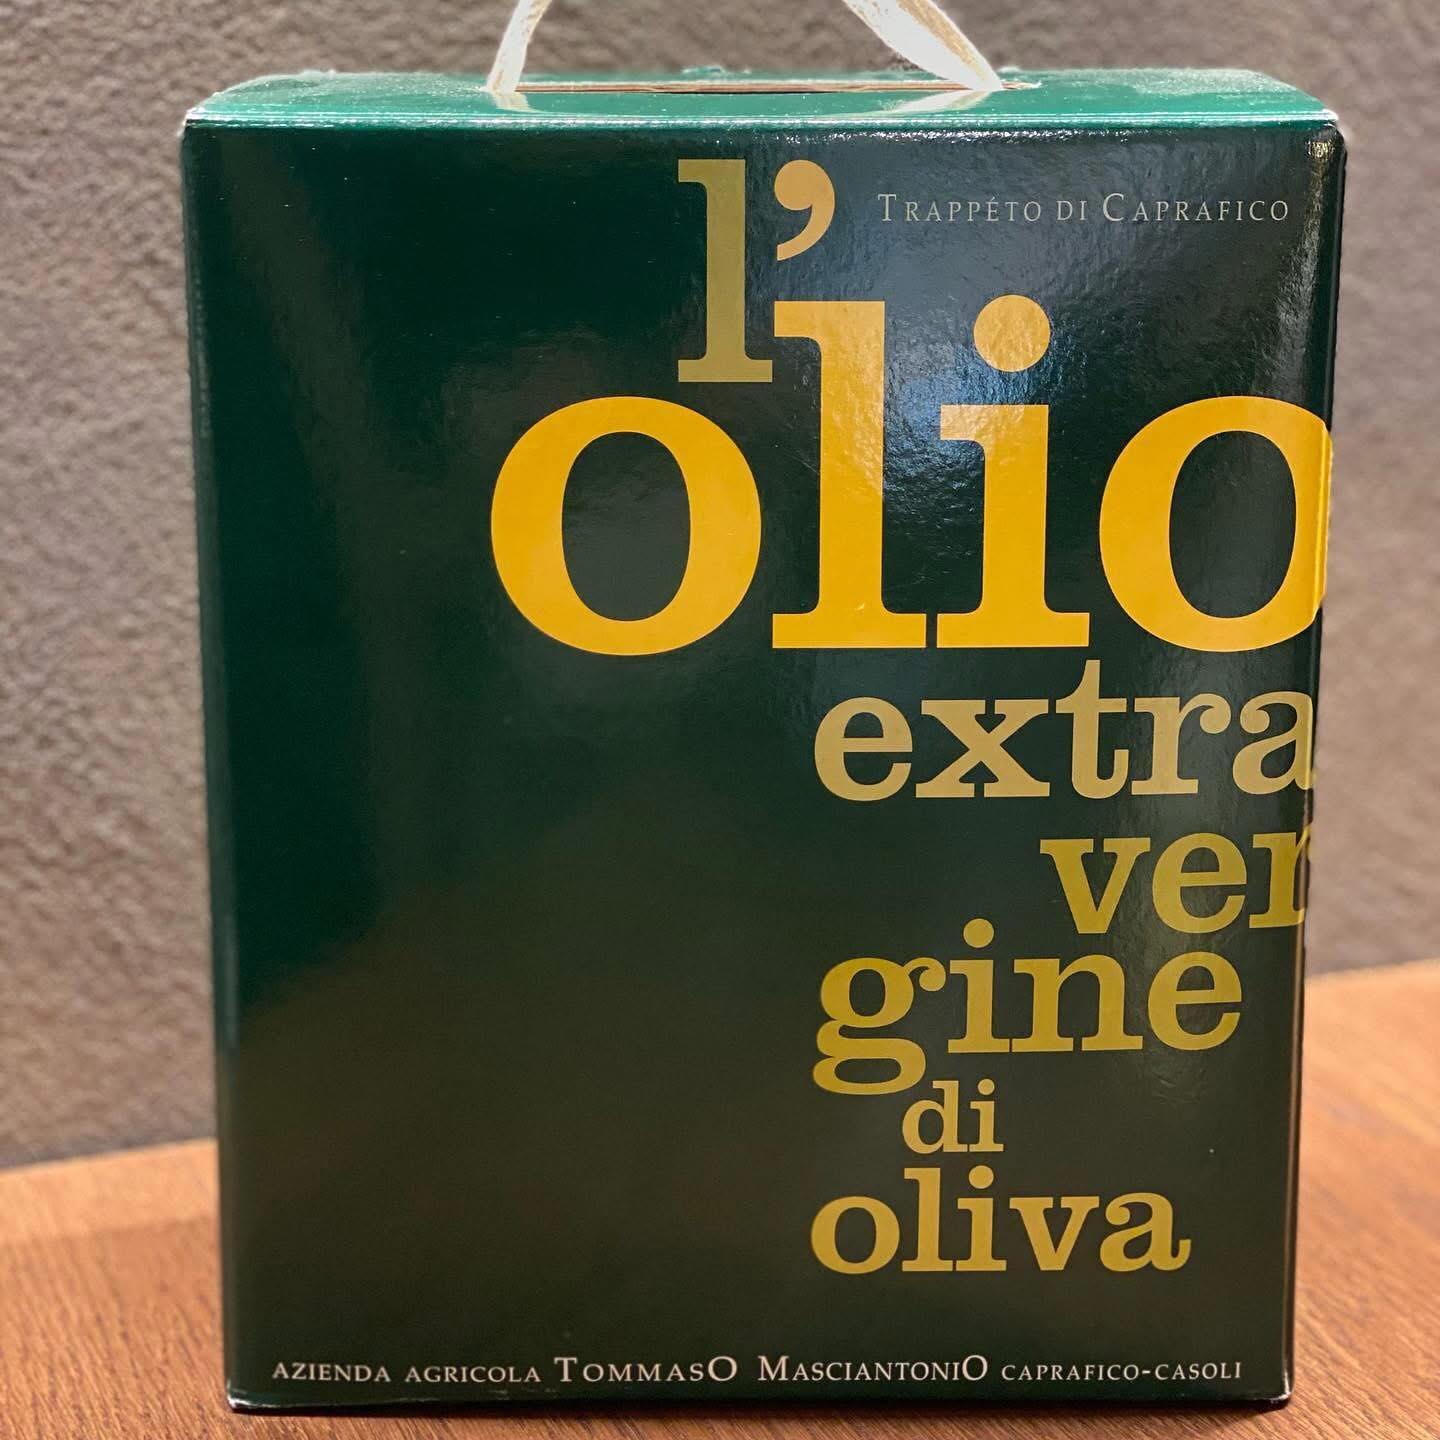 l'
Trappéto di Caprafico
olio
extra
ver
gine
di
oliva
azienda agricola TommasO MasciantoniO caprafico-casoli